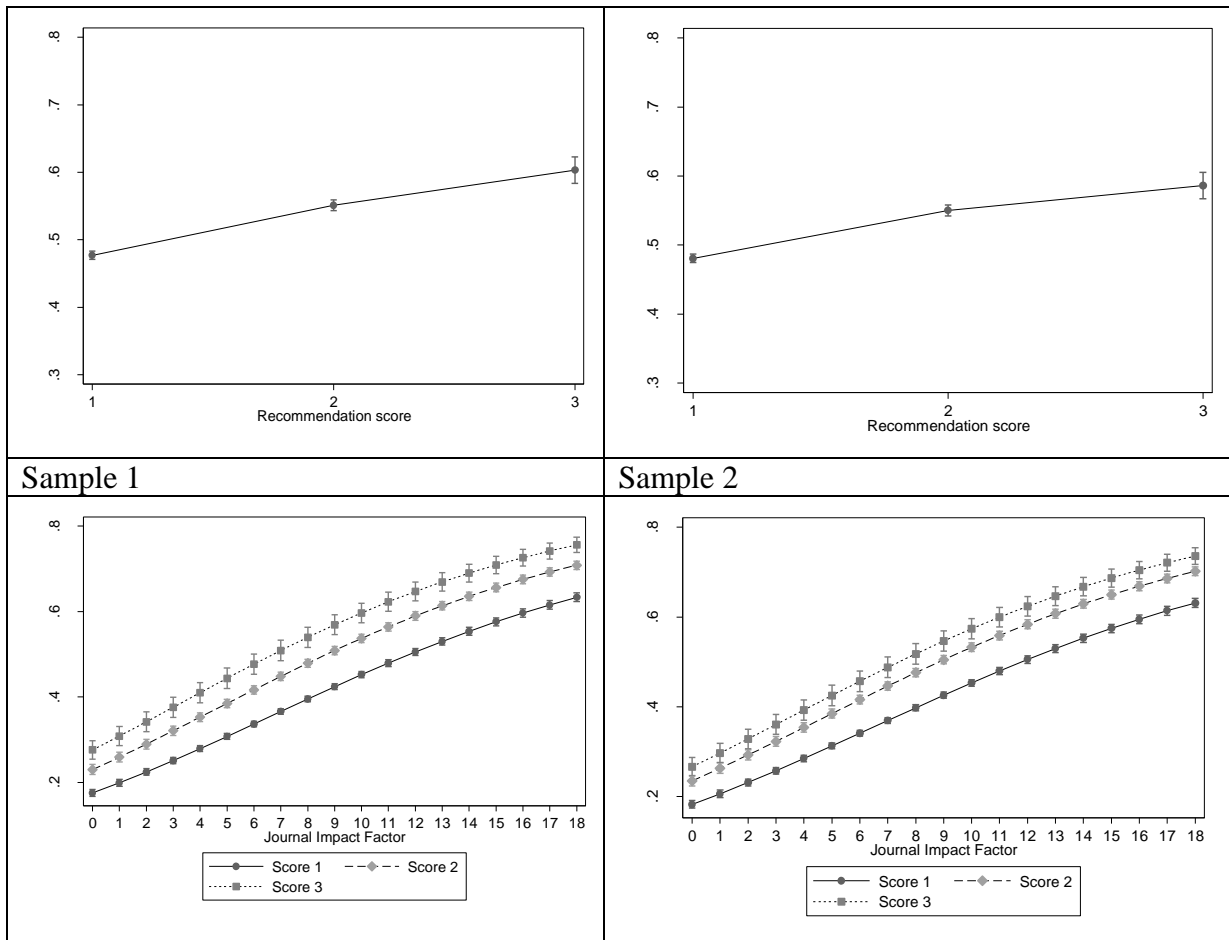 .8
.7
.6
.5
.4
.3
1 2 3
Recommendation score
.8
.7
.6
.5
.4
.3
1 2 3
Recommendation score
Sample 1
Sample 2
.8
.6
.4
.2
0 1 2 3 4 5 6 7 8 9 10 11 12 13 14 15 16 17 18
Journal Impact Factor
Score 1 Score 2
Score 3
.8
.6
.4
.2
0 1 2 3 4 5 6 7 8 9 10 11 12 13 14 15 16 17 18
Journal Impact Factor
Score 1 Score 2
Score 3